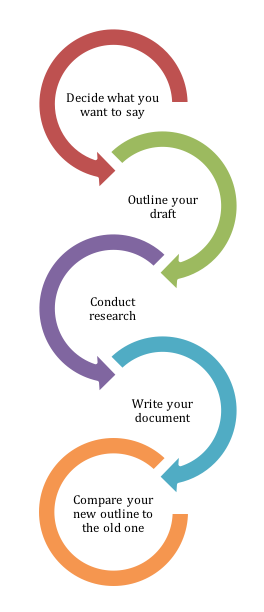 Decide what you
want to say
Outline your
draft
Conduct
research
Write your
document
Compare your
new outline to
the old one